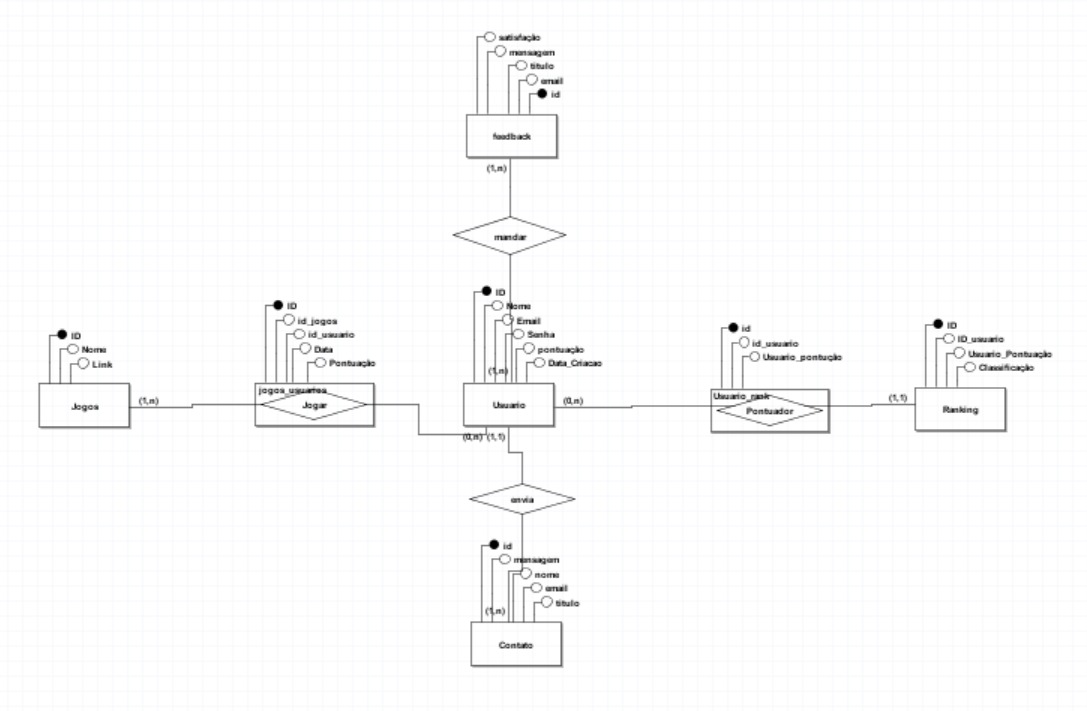 satisfação
mensagem
titulo
email
id
feedback
(1,n)
mandar
ID
Nome
Email
Senha
pontuação
Data_Criacao
(1,n)
Usuario
ID
id_jogos
id_usuario
Data
Pontuação
jogos_usuarios
Jogar
ID
Nome
Link
Jogos
(1,n)
(0,n)
(1,1)
(0,n)
id
id_usuario
Usuario_pontução
Usuario_rank
Pontuador
(1,1)
ID
ID_usuario
Usuario_Pontuação
Classificação
Ranking
envia
id
mensagem
nome
email
titulo
(1,n)
Contato